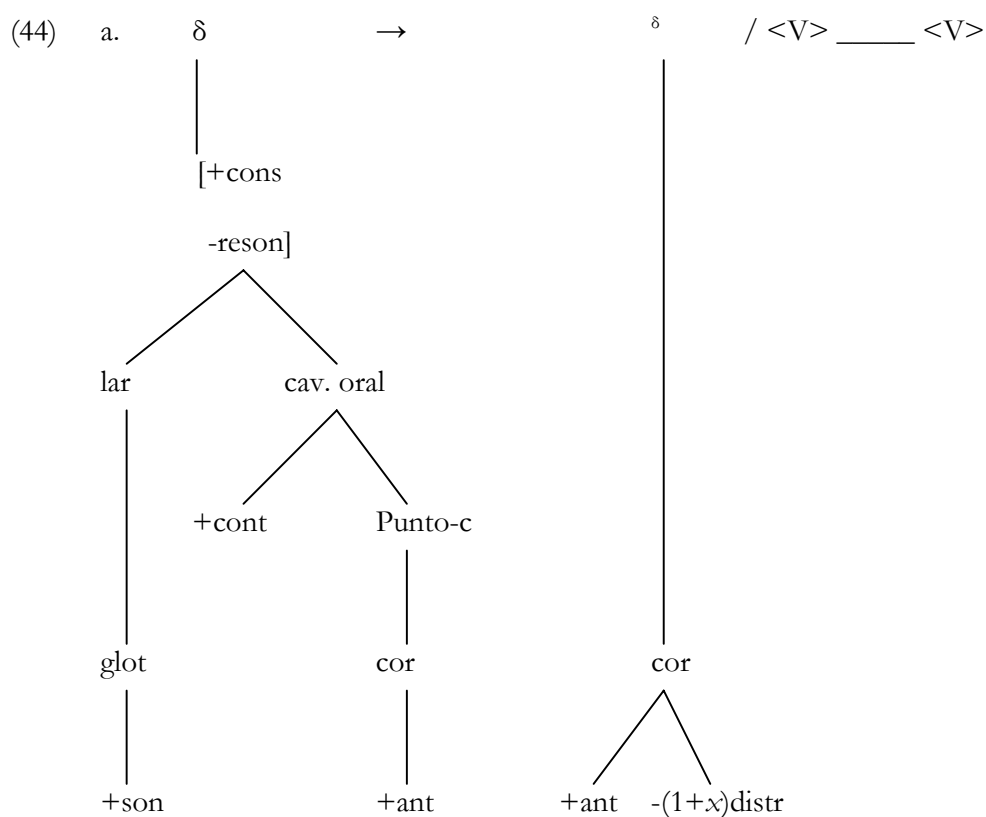 (44) a. δ → δ / <V> _____ <V>
[+cons
-reson]
lar cav. oral
+cont Punto-c
glot cor cor
+son +ant +ant -(1+x)distr